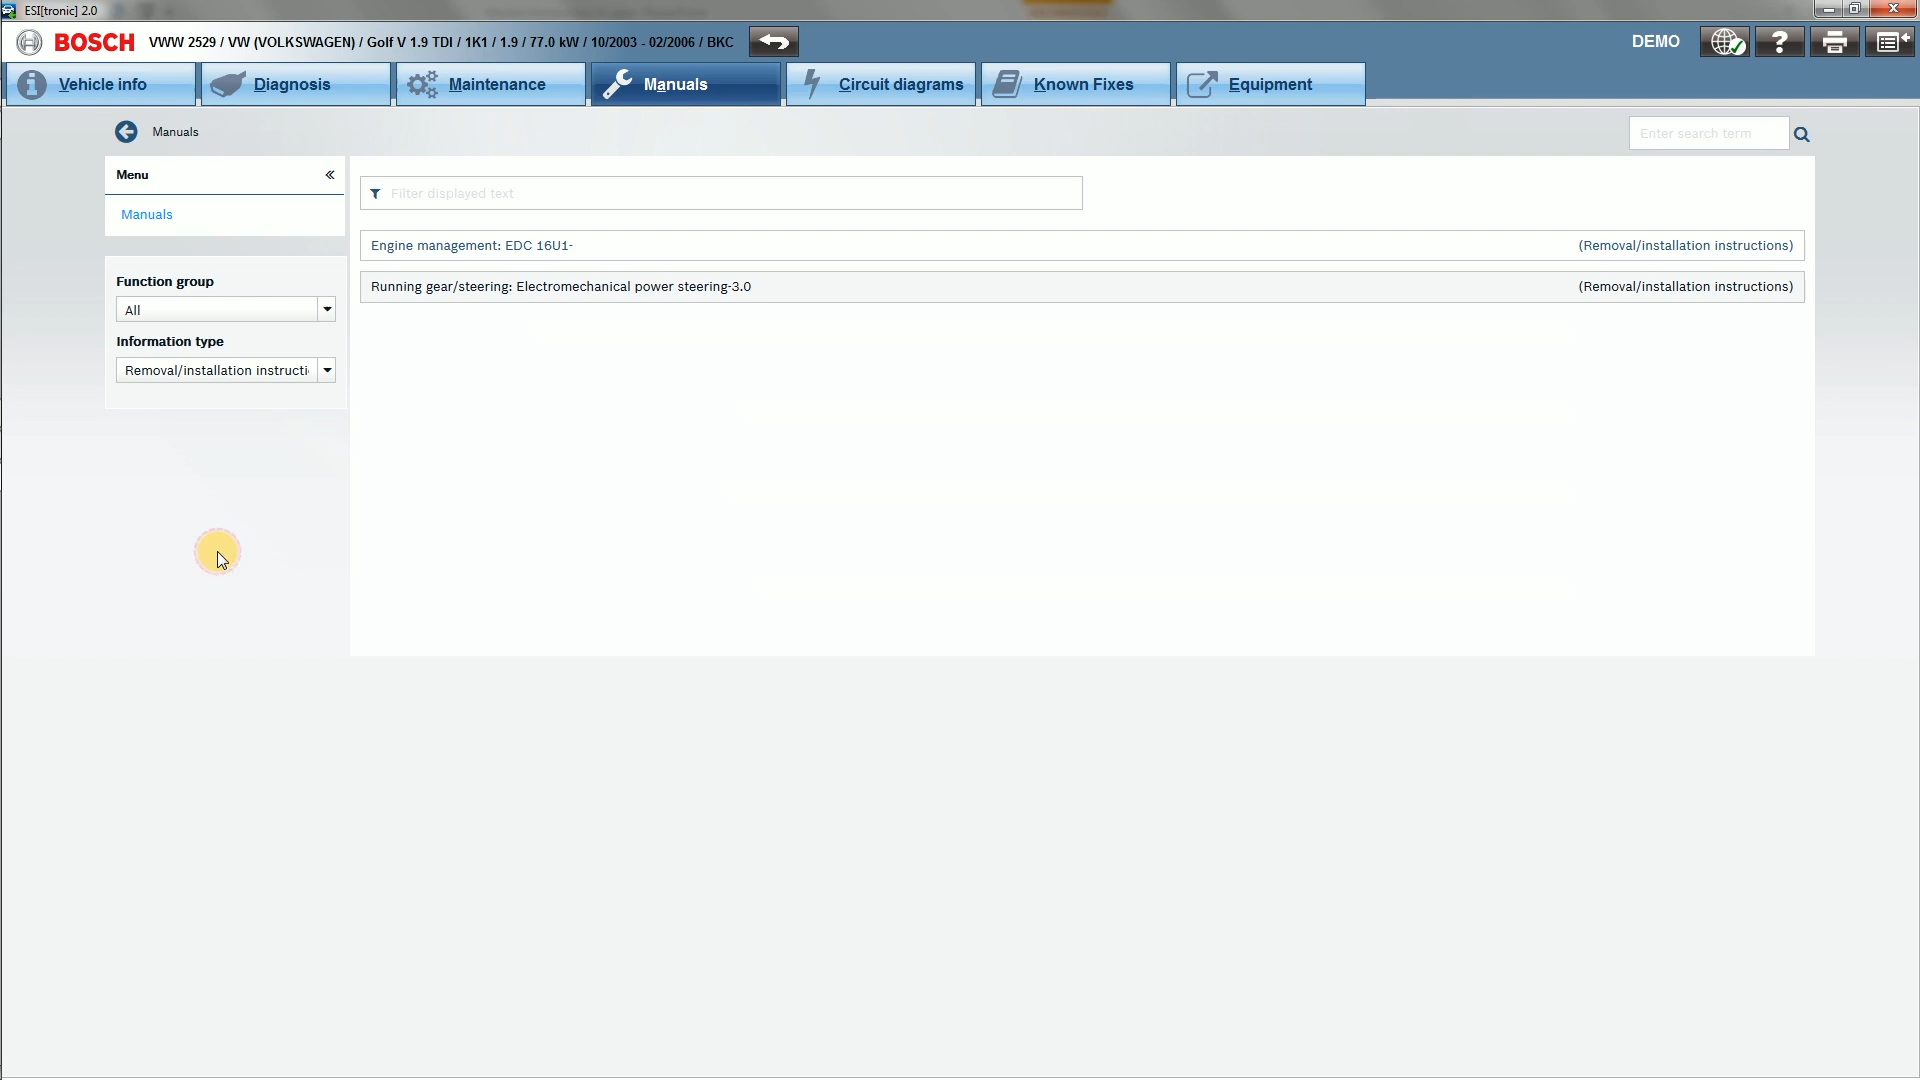 ESI[tronic] 2.0
BOSCH VWW 2529 / VW (VOLKSWAGEN) / Golf V 1.9 TDI / 1K1 / 1.9 / 77.0 kW / 10/2003 - 02/2006 / BKC
DEMO
?
Vehicle info
Diagnosis
Maintenance
Manuals
Circuit diagrams
Known Fixes
Equipment
Manuals
Enter search term
Menu
Manuals
Filter displayed text
Engine management: EDC 16U1- (Removal/installation instructions)
Running gear/steering: Electromechanical power steering-3.0 (Removal/installation instructions)
Function group
All
Information type
Removal/installation instructi